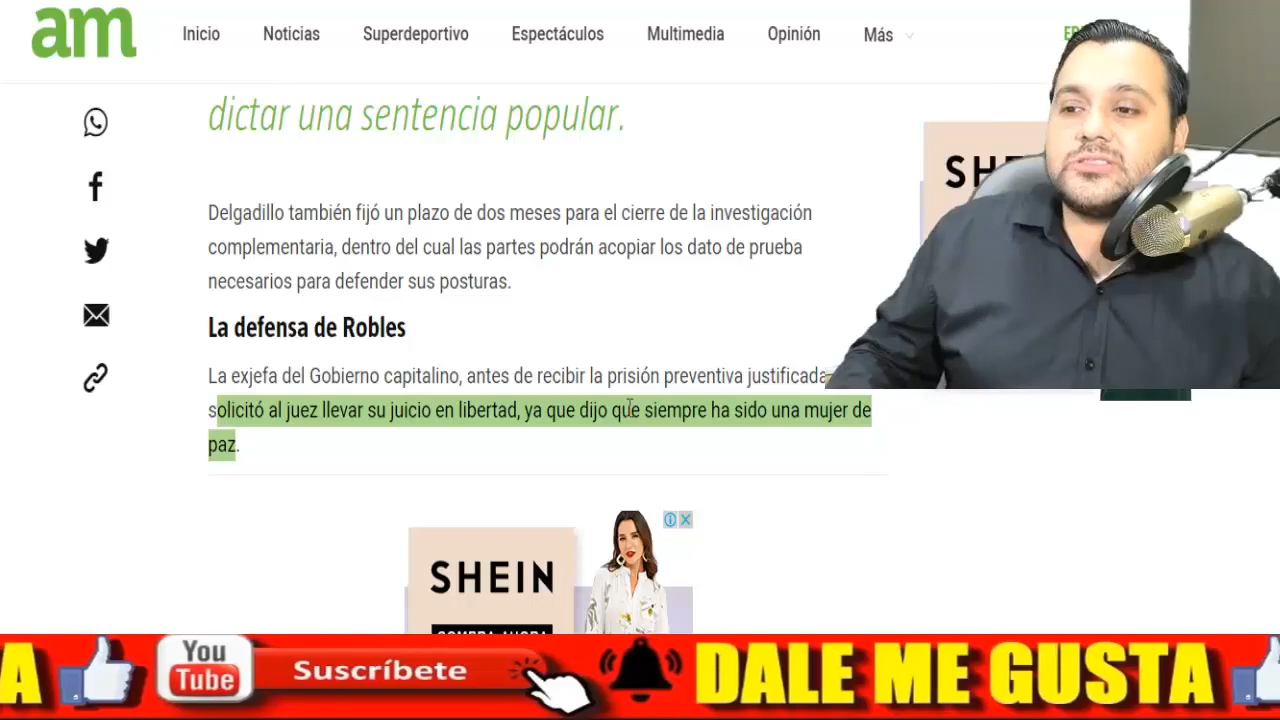 am
Inicio Noticias Superdeportivo Espectáculos Multimedia Opinión Más
dictar una sentencia popular.
Delgadillo también fijó un plazo de dos meses para el cierre de la investigación
complementaria, dentro del cual las partes podrán acopiar los dato de prueba
necesarios para defender sus posturas.
La defensa de Robles
La exjefa del Gobierno capitalino, antes de recibir la prisión preventiva justificada
solicitó al juez llevar su juicio en libertad, ya que dijo que siempre ha sido una mujer de
paz.
SHEIN
A You Tube Suscríbete DALE ME GUSTA